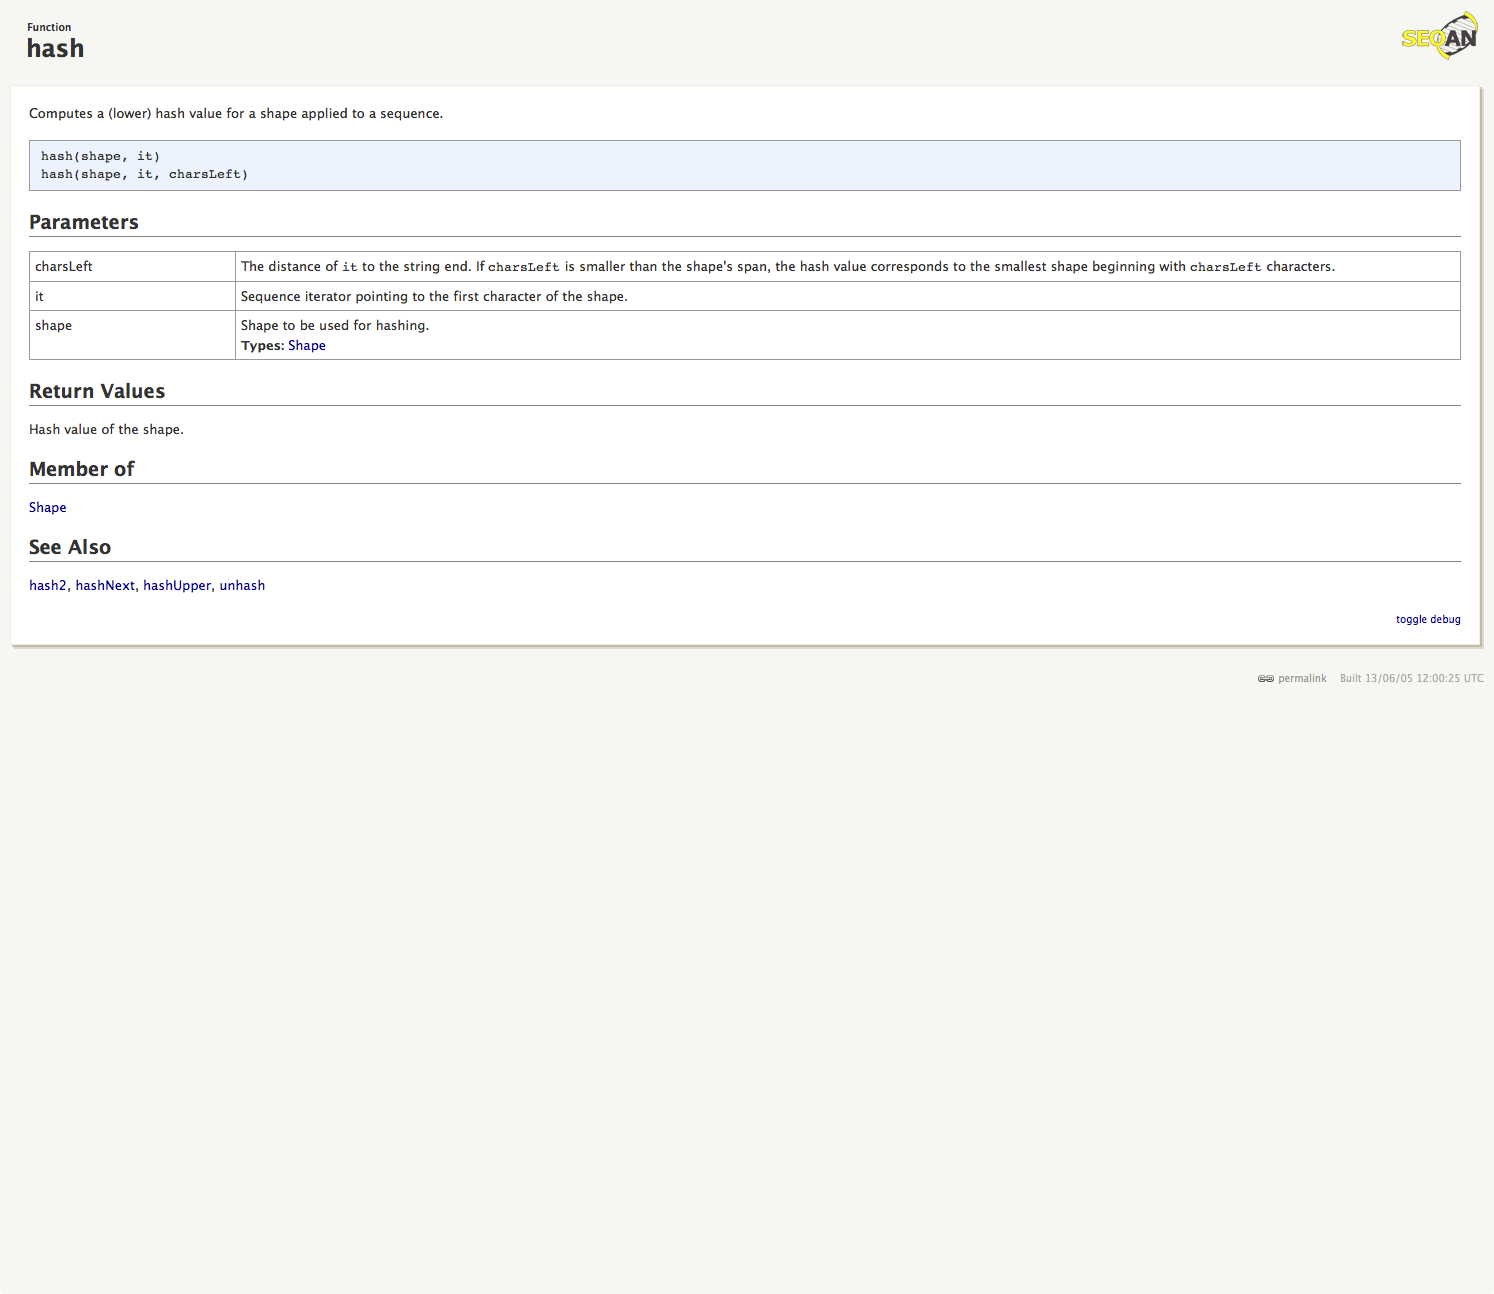 Function
hash
SEQAN
Computes a (lower) hash value for a shape applied to a sequence.
hash(shape, it)
hash(shape, it, charsLeft)
Parameters
charsLeft The distance of it to the string end. If charsLeft is smaller than the shape's span, the hash value corresponds to the smallest shape beginning with charsLeft characters.
it Sequence iterator pointing to the first character of the shape.
shape Shape to be used for hashing.
Types: Shape
Return Values
Hash value of the shape.
Member of
Shape
See Also
hash2, hashNext, hashUpper, unhash
toggle debug
permalink Built 13/06/05 12:00:25 UTC